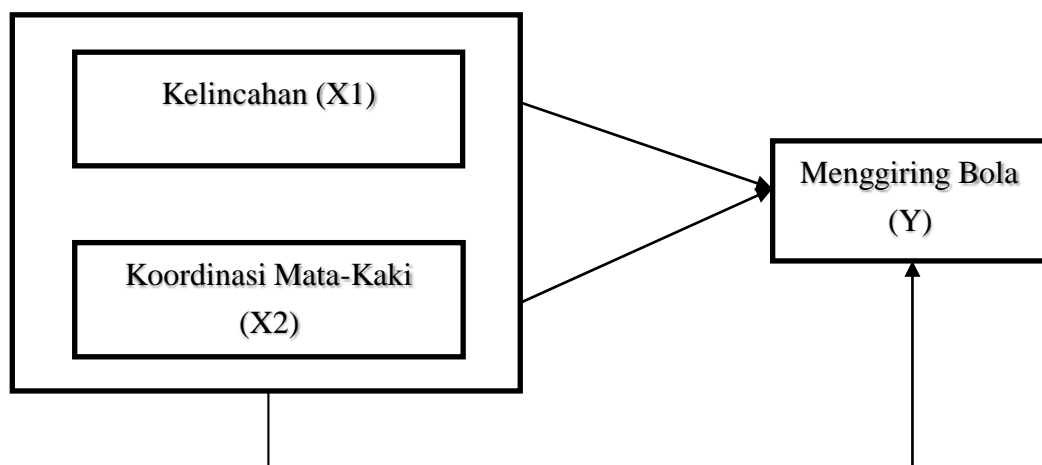 Kelincahan (X1)
Koordinasi Mata-Kaki
(X2)
Menggiring Bola
(Y)